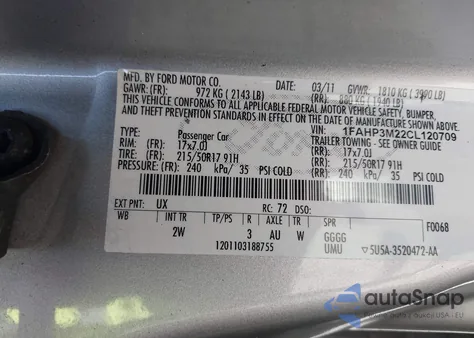 MFD. BY FORD MOTOR CO.
DATE: 03/11 GVWR: 1810 KG (3990 LB)
GAWR: (FR) 972 KG (2143 LB) (RR) 880 KG (1940 LB)
THIS VEHICLE CONFORMS TO ALL APPLICABLE FEDERAL MOTOR VEHICLE SAFETY, BUMPER,
AND THEFT PREVENTION STANDARDS IN EFFECT ON THE DATE OF MANUFACTURE SHOWN ABOVE.
VIN: 1FAHP3M22CL120709
TYPE: Passenger Car TRAILER TOWING - SEE OWNER GUIDE
RIM: (FR) 17x7.0J (RR) 17x7.0J
TIRE: (FR) 215/50R17 91H (RR) 215/50R17 91H
PRESSURE: (FR) 240 kPa/ 35 PSI COLD (RR) 240 kPa/ 35 PSI COLD
EXT PNT: UX RC: 72 DSO: F0068
WB INT TR TP/PS R AXLE TR SPR
2W 3 AU W GGGG
1201103188755 UMU 5U5A-3520472-AA
autoSnap